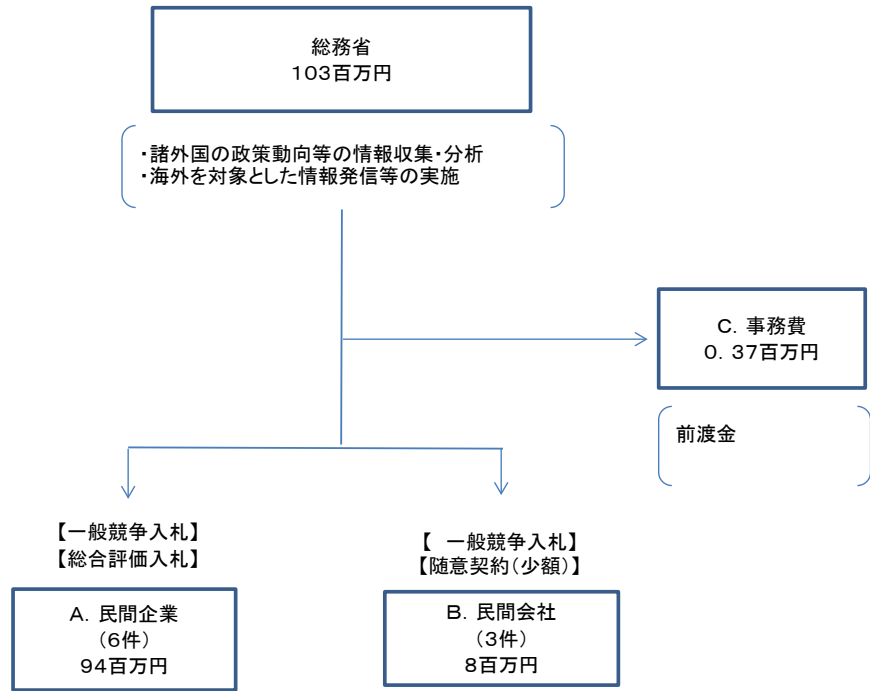 総務省
103百万円
・諸外国の政策動向等の情報収集・分析
・海外を対象とした情報発信等の実施
C．事務費
0．37百万円
前渡金
【一般競争入札】
【総合評価入札】
A．民間企業
（6件）
94百万円
【　一般競争入札】
【随意契約（少額）】
B．民間会社
（3件）
8百万円